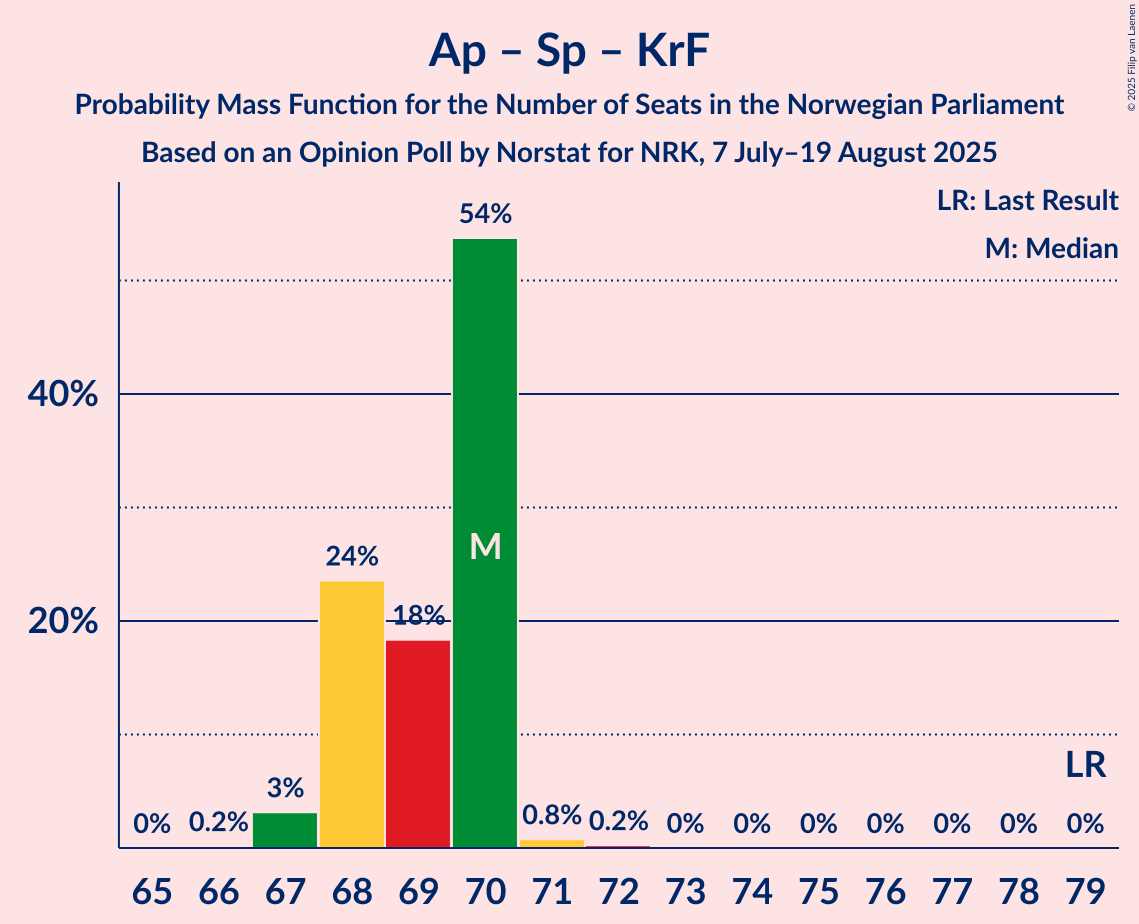 © 2025 Filip van Laenen
Ap – Sp – KrF
Probability Mass Function for the Number of Seats in the Norwegian Parliament
Based on an Opinion Poll by Norstat for NRK, 7 July–19 August 2025
LR: Last Result
M: Median
54%
40%
M
24%
18%
20%
LR
3%
0% 0.2% 0.8% 0.2% 0% 0% 0% 0% 0% 0% 0%
65 66 67 68 69 70 71 72 73 74 75 76 77 78 79